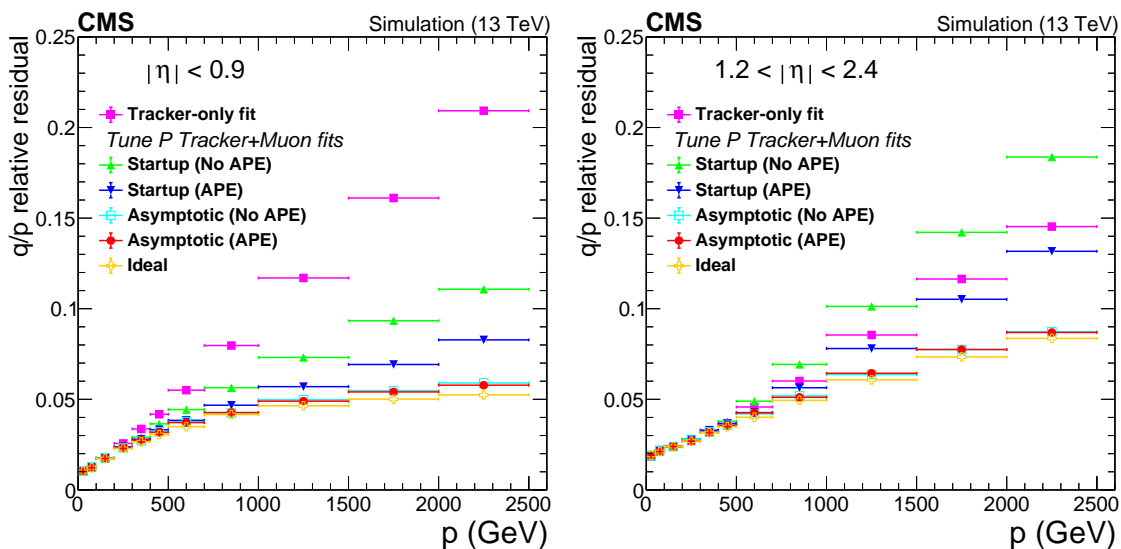 CMS Simulation (13 TeV)
q/p relative residual
0.25
0.2
0.15
0.1
0.05
0
|η| < 0.9
Tracker-only fit
Tune P Tracker+Muon fits
Startup (No APE)
Startup (APE)
Asymptotic (No APE)
Asymptotic (APE)
Ideal
0 500 1000 1500 2000 2500
p (GeV)
CMS Simulation (13 TeV)
q/p relative residual
0.25
0.2
0.15
0.1
0.05
0
1.2 < |η| < 2.4
Tracker-only fit
Tune P Tracker+Muon fits
Startup (No APE)
Startup (APE)
Asymptotic (No APE)
Asymptotic (APE)
Ideal
0 500 1000 1500 2000 2500
p (GeV)